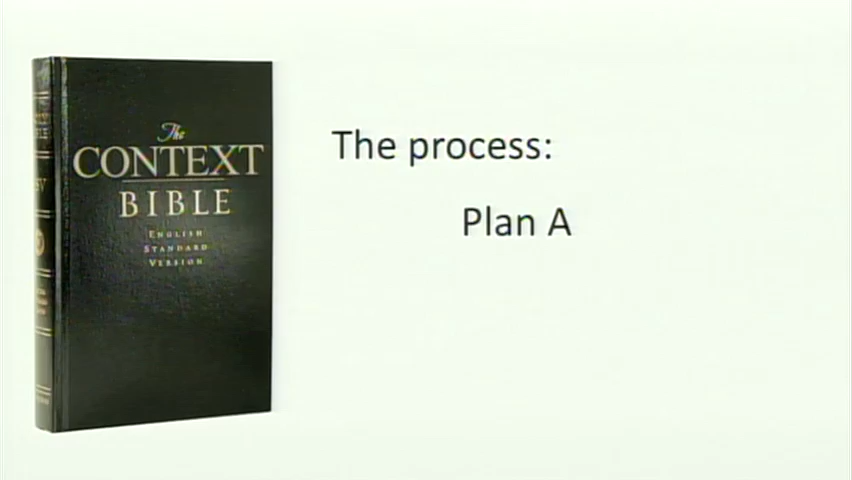 The
CONTEXT
BIBLE
ENGLISH
STANDARD
VERSION
The process:
Plan A